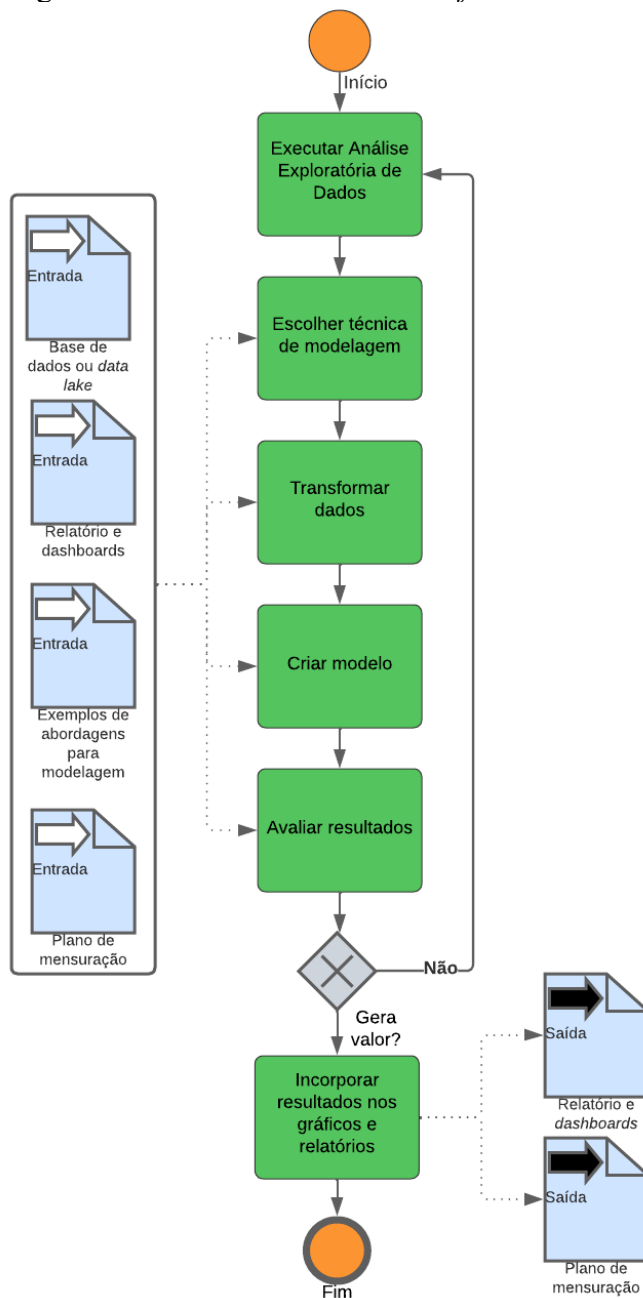 Início
Executar Análise
Exploratória de
Dados
Entrada
Base de
dados ou data
lake
Escolher técnica
de modelagem
Entrada
Relatório e
dashboards
Transformar
dados
Entrada
Exemplos de
abordagens
para
modelagem
Criar modelo
Entrada
Plano de
mensuração
Avaliar resultados
Não
Gera
valor?
Incorporar
resultados nos
gráficos e
relatórios
Saída
Relatório e
dashboards
Saída
Plano de
mensuração
Fim